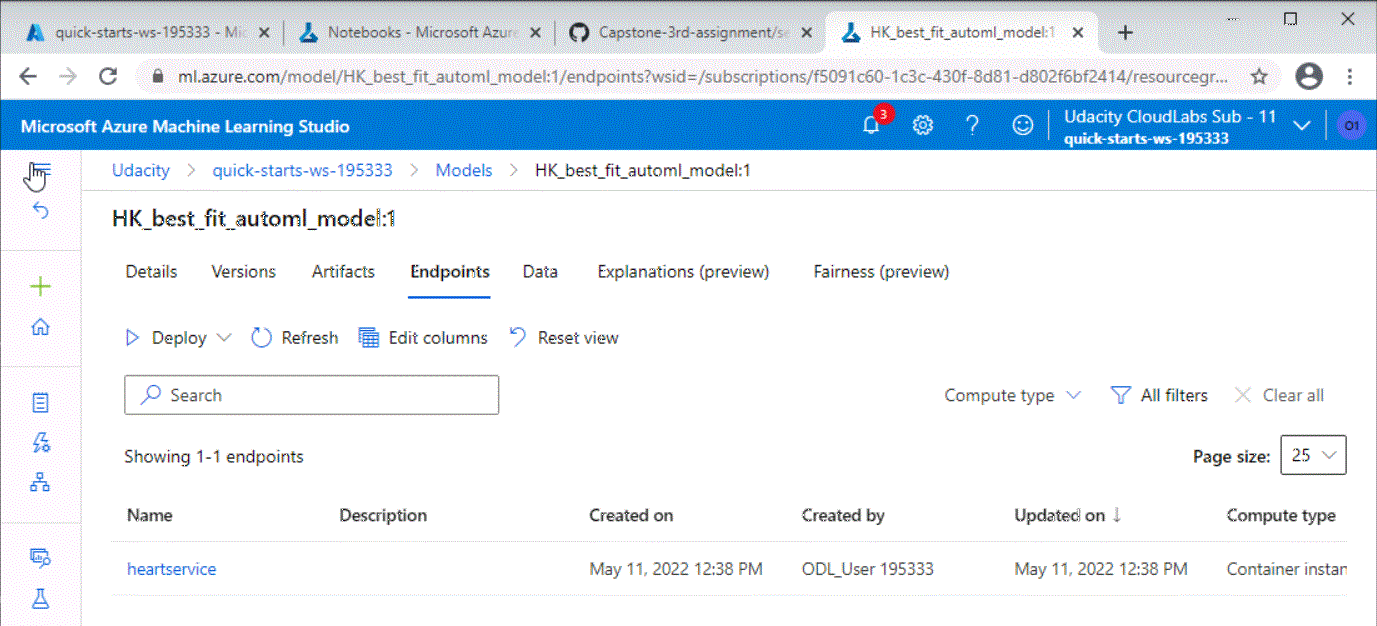 quick-starts-ws-195333 - Mic
Notebooks - Microsoft Azure
Capstone-3rd-assignment/se
HK_best_fit_automl_model:1
ml.azure.com/model/HK_best_fit_automl_model:1/endpoints?wsid=/subscriptions/f5091c60-1c3c-430f-8d81-d802f6bf2414/resourcegr...
Microsoft Azure Machine Learning Studio
3
Udacity CloudLabs Sub - 11
quick-starts-ws-195333
O1
Udacity > quick-starts-ws-195333 > Models > HK_best_fit_automl_model:1
HK_best_fit_automl_model:1
Details Versions Artifacts Endpoints Data Explanations (preview) Fairness (preview)
Deploy Refresh Edit columns Reset view
Search Compute type All filters Clear all
Showing 1-1 endpoints Page size: 25
Name Description Created on Created by Updated on ↓ Compute type
heartservice May 11, 2022 12:38 PM ODL_User 195333 May 11, 2022 12:38 PM Container instan